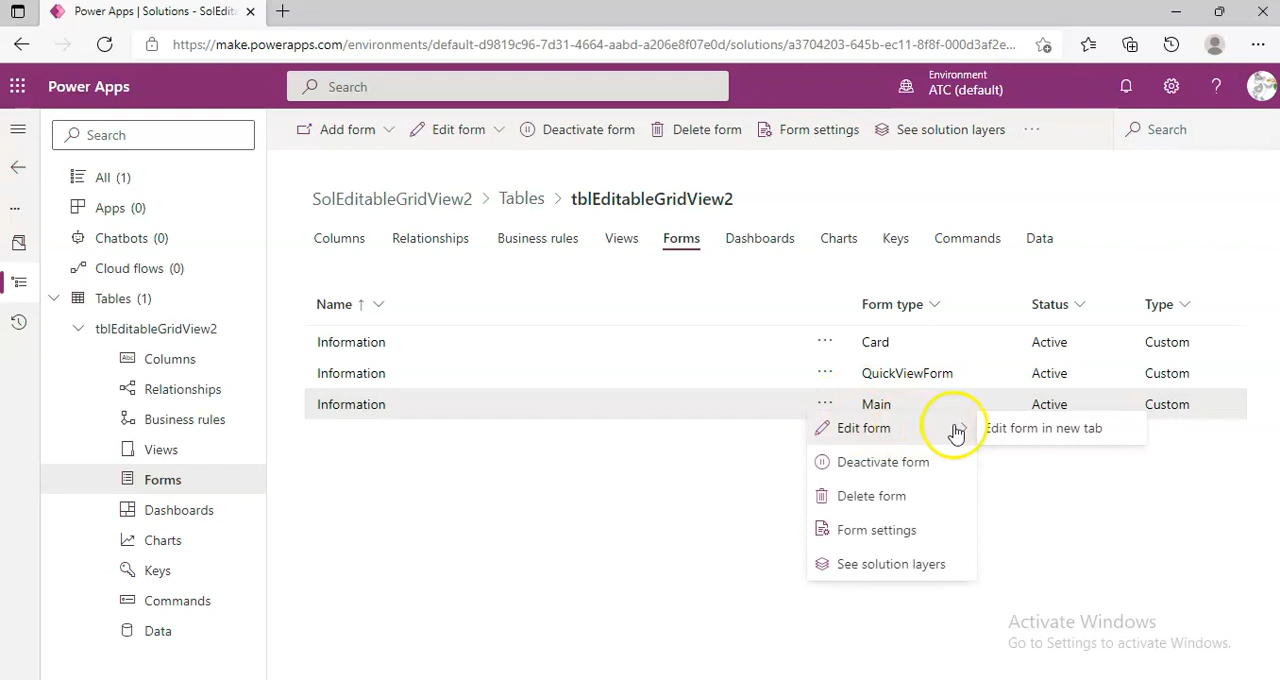 Power Apps | Solutions - SolEdita
https://make.powerapps.com/environments/default-d9819c96-7d31-4664-aabd-a206e8f07e0d/solutions/a3704203-645b-ec11-8f8f-000d3af2e...
Power Apps
Search
Environment
ATC (default)
Search
Add form
Edit form
Deactivate form
Delete form
Form settings
See solution layers
Search
All (1)
Apps (0)
Chatbots (0)
Cloud flows (0)
Tables (1)
tblEditableGridView2
Columns
Relationships
Business rules
Views
Forms
Dashboards
Charts
Keys
Commands
Data
SolEditableGridView2 > Tables > tblEditableGridView2
Columns Relationships Business rules Views Forms Dashboards Charts Keys Commands Data
Name ↑ Form type Status Type
Information ... Card Active Custom
Information ... QuickViewForm Active Custom
Information ... Main Active Custom
Edit form
Edit form in new tab
Deactivate form
Delete form
Form settings
See solution layers
Activate Windows
Go to Settings to activate Windows.